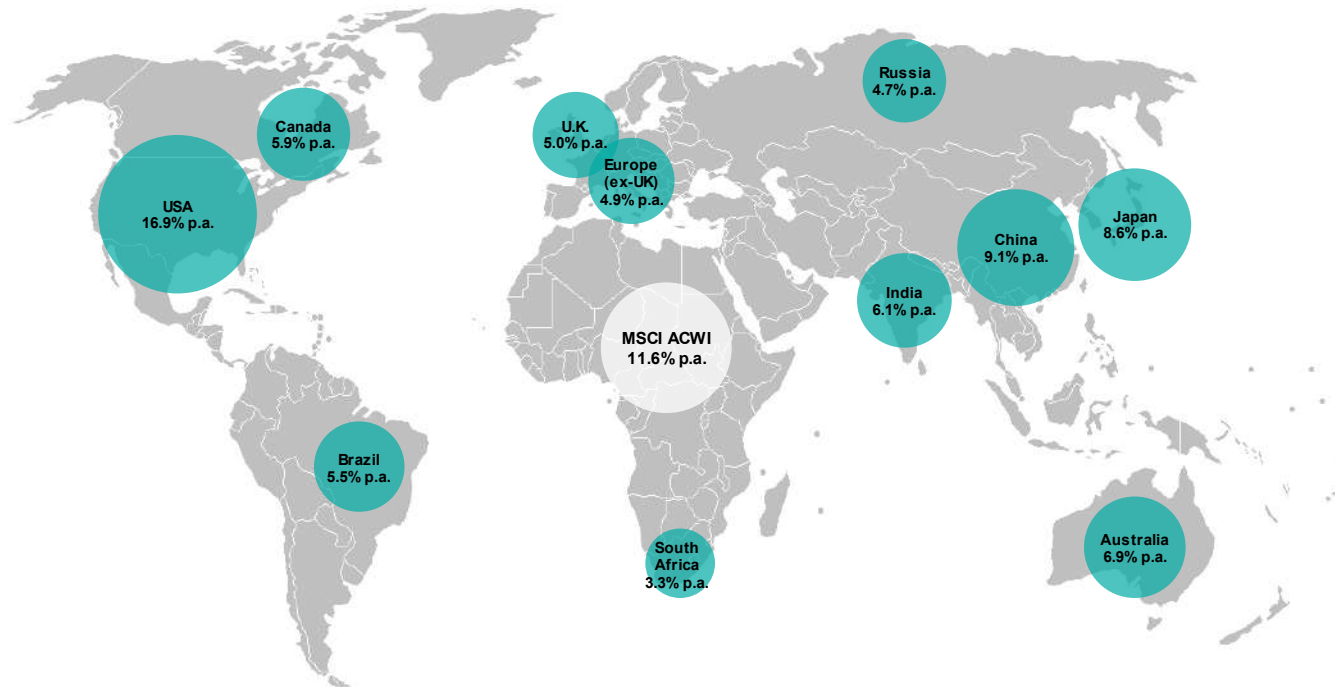 Russia
4.7% p.a.
Canada
5.9% p.a.
U.K.
5.0% p.a.
Europe
(ex-UK)
4.9% p.a.
USA
16.9% p.a.
Japan
8.6% p.a.
China
9.1% p.a.
India
6.1% p.a.
MSCI ACWI
11.6% p.a.
Brazil
5.5% p.a.
South
Africa
3.3% p.a.
Australia
6.9% p.a.